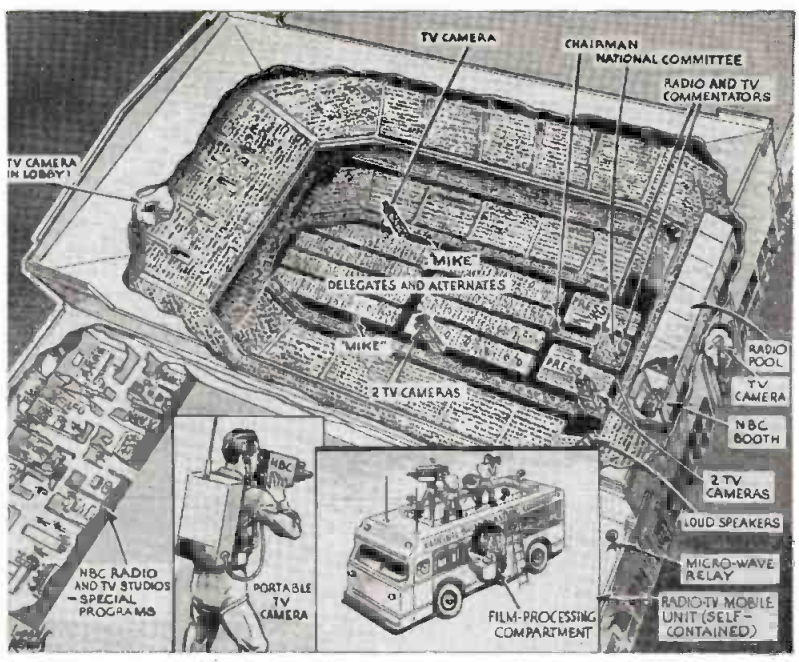 TV CAMERA
CHAIRMAN
NATIONAL COMMITTEE
RADIO AND TV
COMMENTATORS
TV CAMERA
IN LOBBY
"MIKE"
DELEGATES AND ALTERNATES
"MIKE"
PRESS
PRESS
2 TV CAMERAS
RADIO
POOL
TV
CAMERA
NBC
BOOTH
2 TV
CAMERAS
LOUD SPEAKERS
MICRO-WAVE
RELAY
RADIO-TV MOBILE
UNIT (SELF-
CONTAINED)
NBC RADIO
AND TV STUDIOS
- SPECIAL
PROGRAMS
NBC
PORTABLE
TV
CAMERA
FILM-PROCESSING
COMPARTMENT